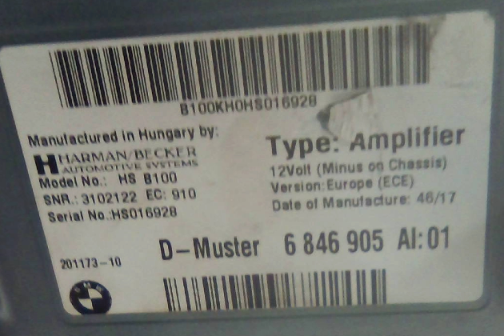 B100KH0HS016928
Manufactured in Hungary by:
HARMAN/BECKER
AUTOMOTIVE SYSTEMS
Model No.: HS B100
SNR.: 3102122 EC: 910
Serial No.:HS016928
Type: Amplifier
12Volt (Minus on Chassis)
Version: Europe (ECE)
Date of Manufacture: 46/17
D-Muster 6 846 905 AI:01
201173-10
BMW